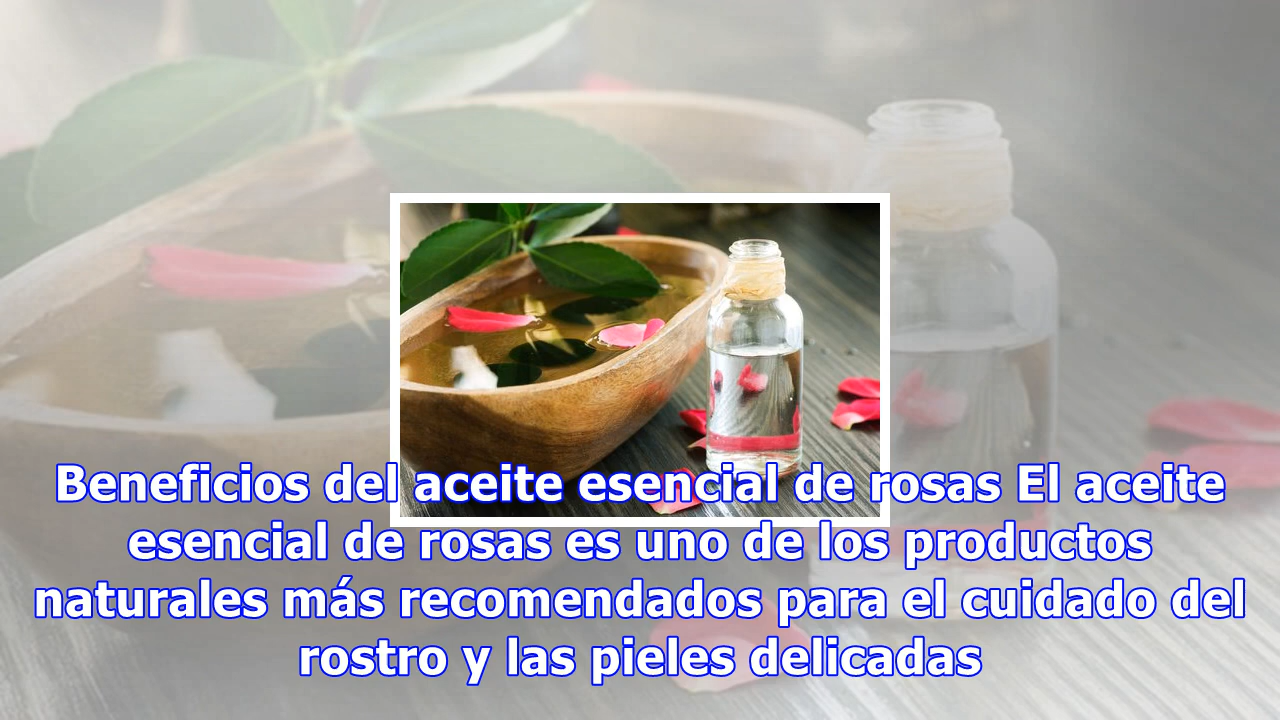 Beneficios del aceite esencial de rosas El aceite
esencial de rosas es uno de los productos
naturales más recomendados para el cuidado del
rostro y las pieles delicadas